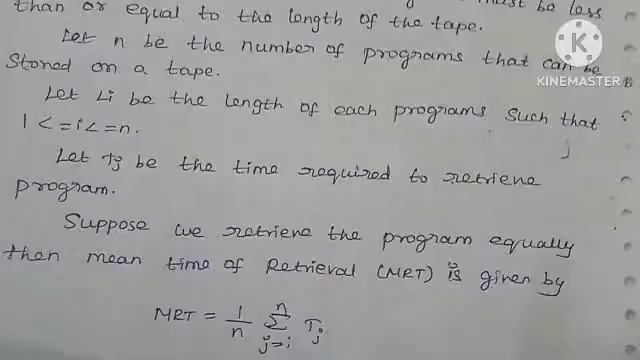 must be less
than or equal to the length of the tape.
Let n be the number of programs that can be
Stored on a tape.
KINEMASTER
Let Li be the length of each programs such that
1 <= i <= n.
Let Tj be the time required to retrieve
program.
Suppose we retrieve the program equally
then mean time of Retrieval (MRT) is given by
MRT = 1/n n Σ j=i Tj